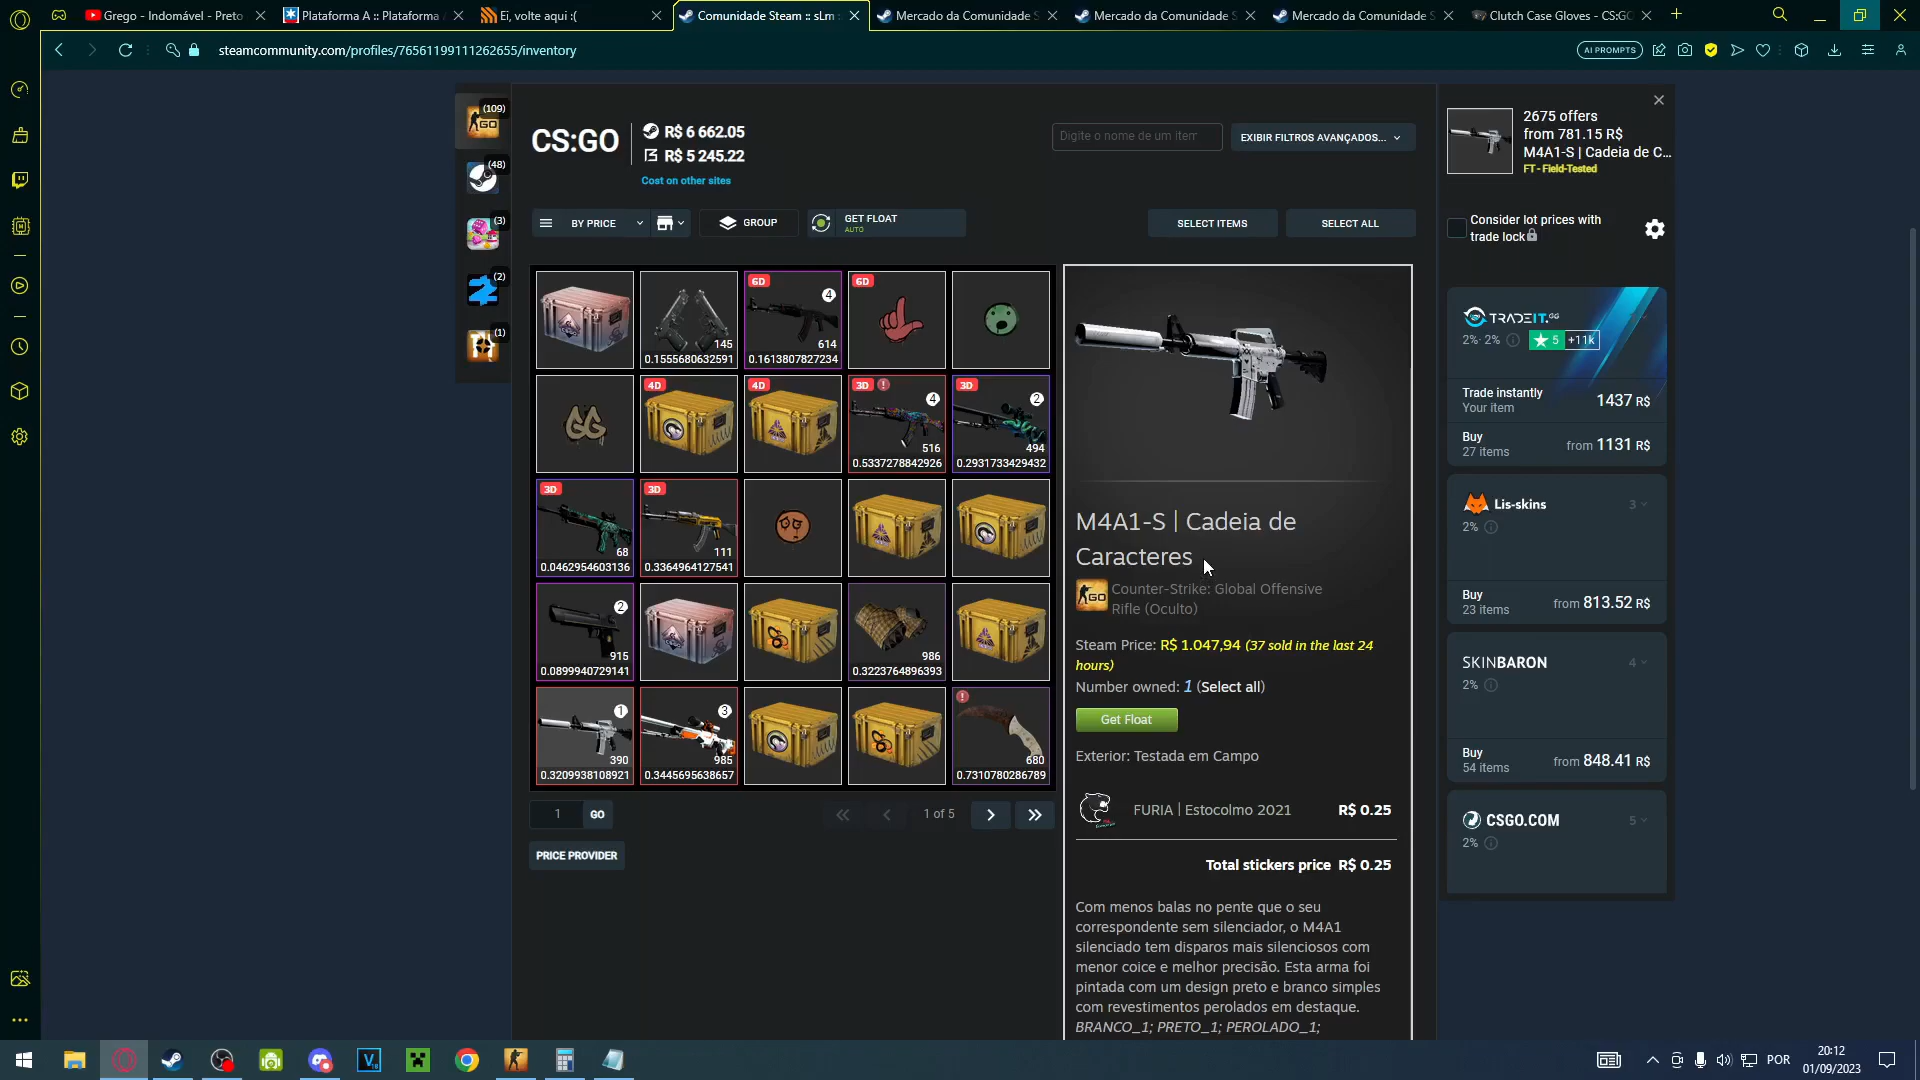 Grego - Indomável - Preto
Plataforma A :: Plataforma A
Ei, volte aqui :(
Comunidade Steam :: sLm
Mercado da Comunidade S
Mercado da Comunidade S
Mercado da Comunidade S
Clutch Case Gloves - CS:GO
steamcommunity.com/profiles/76561199111262655/inventory
AI PROMPTS
(109)
(48)
(3)
(2)
(1)
CS:GO
R$ 6 662.05
R$ 5 245.22
Cost on other sites
Digite o nome de um item
EXIBIR FILTROS AVANÇADOS...
BY PRICE
GROUP
GET FLOAT
AUTO
SELECT ITEMS
SELECT ALL
145
0.1555680632591
6D
4
614
0.1613807827234
6D
GG
4D
4D
3D
4
516
0.5337278842926
3D
2
494
0.2931733429432
3D
68
0.0462954603136
3D
111
0.3364964127541
2
915
0.0899940729141
986
0.3223764896393
1
390
0.3209938108921
3
985
0.3445695638657
680
0.7310780286789
1
GO
1 of 5
PRICE PROVIDER
M4A1-S | Cadeia de
Caracteres
Counter-Strike: Global Offensive
Rifle (Oculto)
Steam Price: R$ 1.047,94 (37 sold in the last 24
hours)
Number owned: 1 (Select all)
Get Float
Exterior: Testada em Campo
FURIA | Estocolmo 2021
R$ 0.25
Total stickers price R$ 0.25
Com menos balas no pente que o seu
correspondente sem silenciador, o M4A1
silenciado tem disparos mais silenciosos com
menor coice e melhor precisão. Esta arma foi
pintada com um design preto e branco simples
com revestimentos perolados em destaque.
BRANCO_1; PRETO_1; PEROLADO_1;
2675 offers
from 781.15 R$
M4A1-S | Cadeia de C...
FT - Field-Tested
Consider lot prices with
trade lock
TRADEIT.GG
2% · 2%
5
+11k
Trade instantly
Your item
1437 R$
Buy
27 items
from 1131 R$
Lis-skins
3
2%
Buy
23 items
from 813.52 R$
SKINBARON
4
2%
Buy
54 items
from 848.41 R$
CSGO.COM
5
2%
POR
20:12
01/09/2023